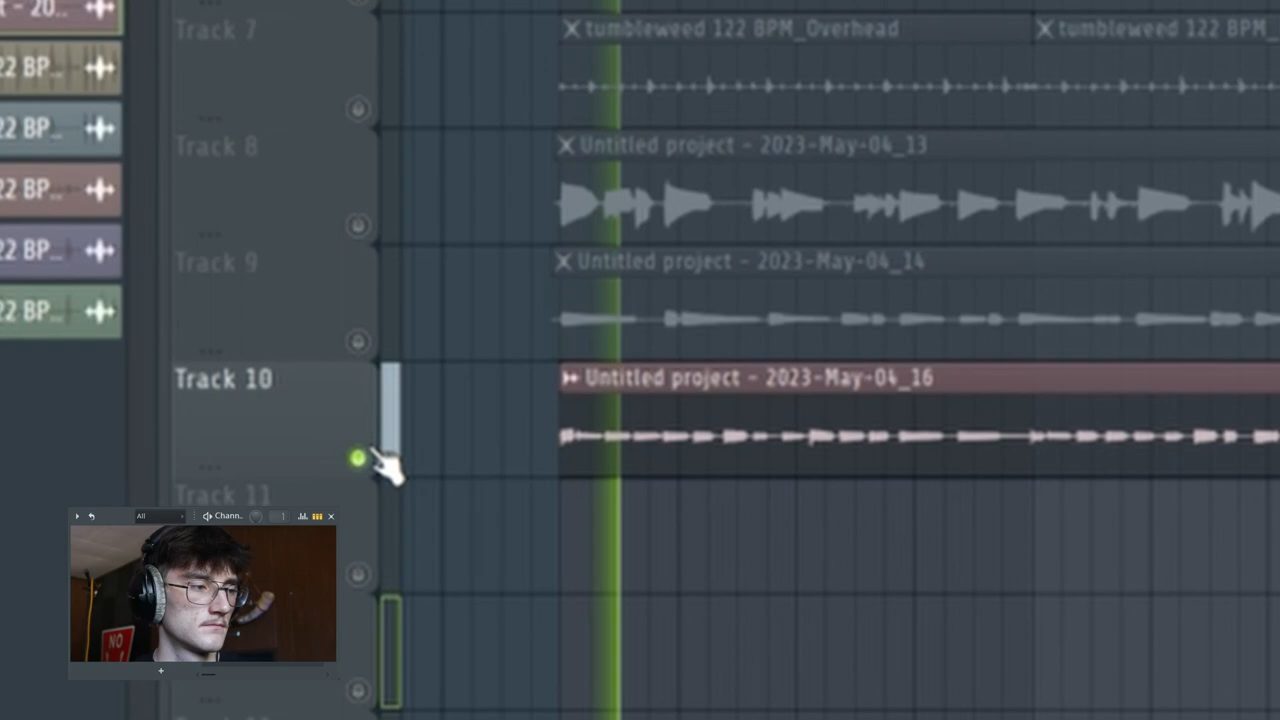 t - 20...
22 BP...
22 BP...
22 BP...
22 BP...
22 BP...
Track 7
tumbleweed 122 BPM_Overhead
tumbleweed 122 BPM_
Track 8
Untitled project - 2023-May-04_13
Track 9
Untitled project - 2023-May-04_14
Track 10
Untitled project - 2023-May-04_16
Track 11
All
Chann..
1
NO